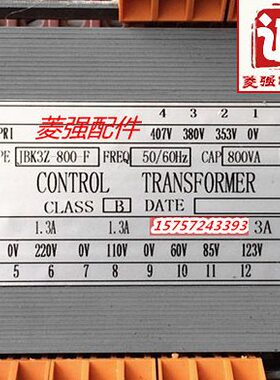 菱强
4 3 2 1
PR1 菱强配件 407V 380V 353V 0V
PE JBK3Z-800-F FREQ 50/60Hz CAP 800VA
CONTROL TRANSFORMER
CLASS B DATE
1.3A 1.3A 15757243393 3A
0V 220V 0V 110V 0V 60V 85V 123V
5 6 7 8 9 10 11 12